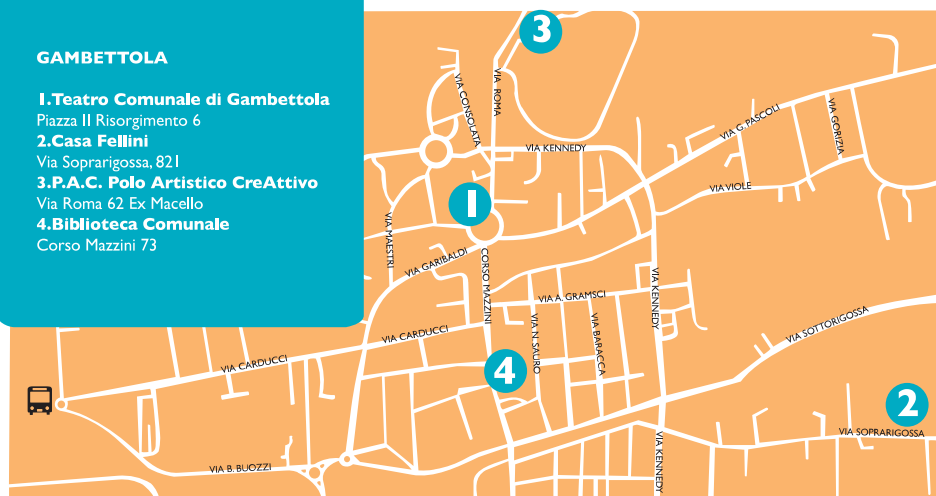 GAMBETTOLA
1.Teatro Comunale di Gambettola
Piazza II Risorgimento 6
2.Casa Fellini
Via Soprarigossa, 821
3.P.A.C. Polo Artistico CreAttivo
Via Roma 62 Ex Macello
4.Biblioteca Comunale
Corso Mazzini 73
3
VIA CONSOLATA
VIA ROMA
VIA G. PASCOLI
VIA GORIZIA
VIA KENNEDY
VIA VIOLE
1
VIA MAESTRI
VIA GARIBALDI
CORSO MAZZINI
VIA KENNEDY
VIA A. GRAMSCI
VIA N. SAURO
VIA BARACCA
VIA SOTTORIGOSSA
VIA CARDUCCI
VIA CARDUCCI
4
2
VIA SOPRARIGOSSA
VIA KENNEDY
VIA B. BUOZZI